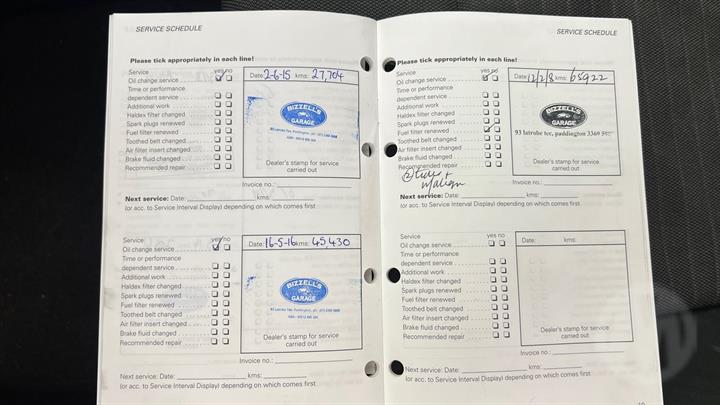 SERVICE SCHEDULE
Please tick appropriately in each line!
Service yes no
Oil change service
Time or performance
dependent service
Additional work
Haldex filter changed
Spark plugs renewed
Fuel filter renewed
Toothed belt changed
Air filter insert changed
Brake fluid changed
Recommended repair
Date: 2-6-15 kms: 27,704
BIZZELL'S
GARAGE
Dealer's stamp for service
carried out
Invoice no.:
Next service: Date: kms:
(or acc. to Service Interval Display) depending on which comes first
Service yes no
Oil change service
Time or performance
dependent service
Additional work
Haldex filter changed
Spark plugs renewed
Fuel filter renewed
Toothed belt changed
Air filter insert changed
Brake fluid changed
Recommended repair
Date: 16-5-16 kms: 45,430
BIZZELL'S
GARAGE
Dealer's stamp for service
carried out
Invoice no.:
Next service: Date: kms:
(or acc. to Service Interval Display) depending on which comes first
SERVICE SCHEDULE
Please tick appropriately in each line!
Service yes no
Oil change service
Time or performance
dependent service
Additional work
Haldex filter changed
Spark plugs renewed
Fuel filter renewed
Toothed belt changed
Air filter insert changed
Brake fluid changed
Recommended repair
Date: 12/2/8 kms: 65922
BIZZELL'S
GARAGE
93 latrobe tce, paddington 3369
Dealer's stamp for service
carried out
Invoice no.:
Next service: Date: kms:
(or acc. to Service Interval Display) depending on which comes first
Service yes no
Oil change service
Time or performance
dependent service
Additional work
Haldex filter changed
Spark plugs renewed
Fuel filter renewed
Toothed belt changed
Air filter insert changed
Brake fluid changed
Recommended repair
Date: kms:
Dealer's stamp for service
carried out
Invoice no.:
Next service: Date: kms:
(or acc. to Service Interval Display) depending on which comes first